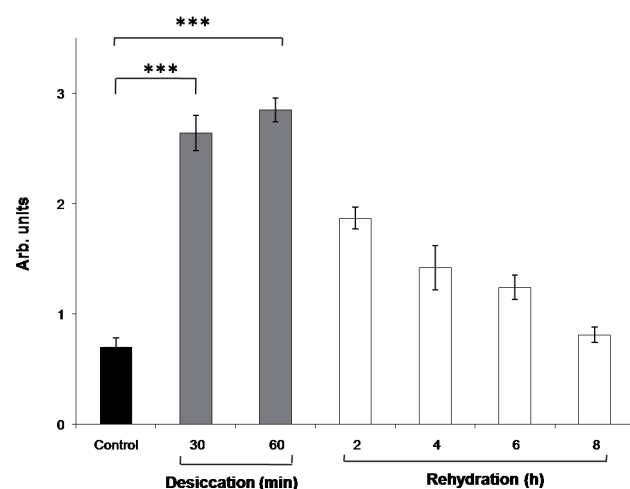 ***
***
3
2
1
0
Arb. units
Control 30 60 2 4 6 8
Desiccation (min) Rehydration (h)